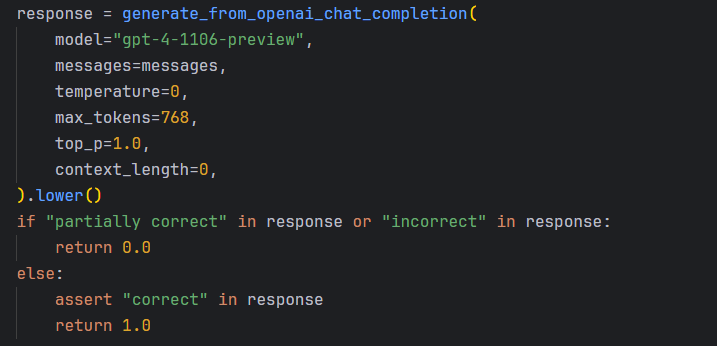 response = generate_from_openai_chat_completion(
    model="gpt-4-1106-preview",
    messages=messages,
    temperature=0,
    max_tokens=768,
    top_p=1.0,
    context_length=0,
).lower()
if "partially correct" in response or "incorrect" in response:
    return 0.0
else:
    assert "correct" in response
    return 1.0